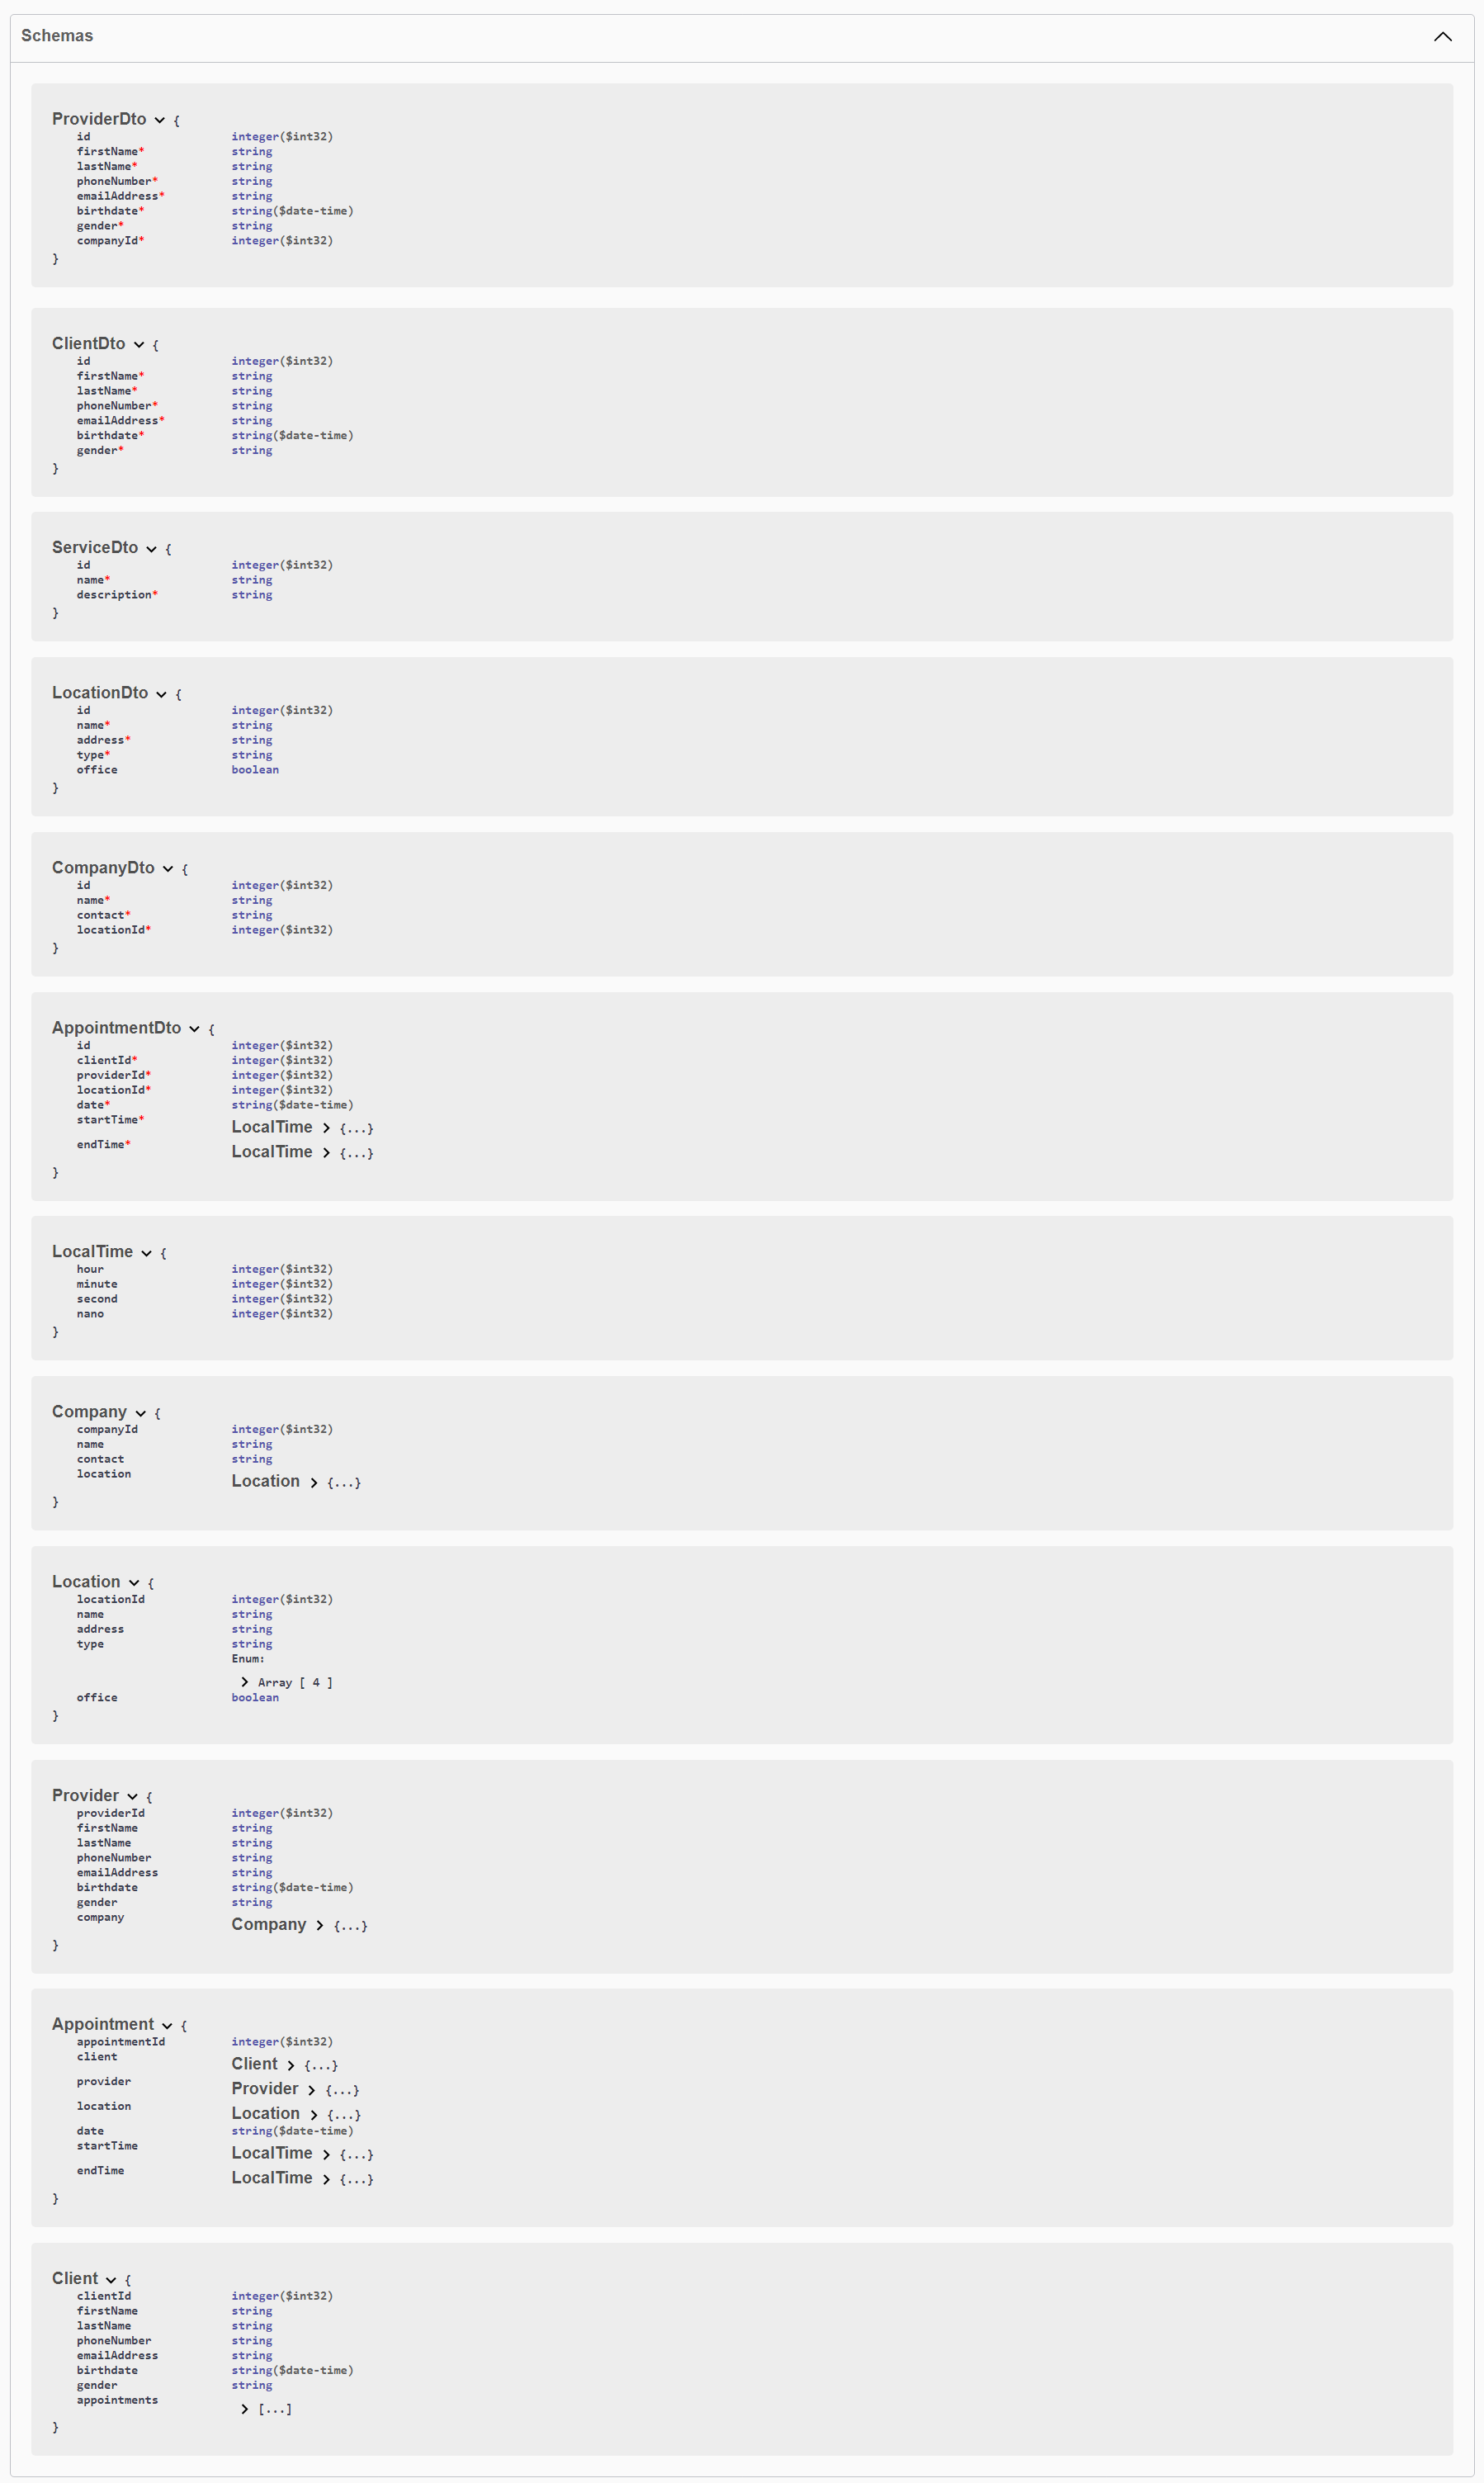 Schemas
ProviderDto {
id integer($int32)
firstName* string
lastName* string
phoneNumber* string
emailAddress* string
birthdate* string($date-time)
gender* string
companyId* integer($int32)
}
ClientDto {
id integer($int32)
firstName* string
lastName* string
phoneNumber* string
emailAddress* string
birthdate* string($date-time)
gender* string
}
ServiceDto {
id integer($int32)
name* string
description* string
}
LocationDto {
id integer($int32)
name* string
address* string
type* string
office boolean
}
CompanyDto {
id integer($int32)
name* string
contact* string
locationId* integer($int32)
}
AppointmentDto {
id integer($int32)
clientId* integer($int32)
providerId* integer($int32)
locationId* integer($int32)
date* string($date-time)
startTime* LocalTime {...}
endTime* LocalTime {...}
}
LocalTime {
hour integer($int32)
minute integer($int32)
second integer($int32)
nano integer($int32)
}
Company {
companyId integer($int32)
name string
contact string
location Location {...}
}
Location {
locationId integer($int32)
name string
address string
type string
Enum:
Array [ 4 ]
office boolean
}
Provider {
providerId integer($int32)
firstName string
lastName string
phoneNumber string
emailAddress string
birthdate string($date-time)
gender string
company Company {...}
}
Appointment {
appointmentId integer($int32)
client Client {...}
provider Provider {...}
location Location {...}
date string($date-time)
startTime LocalTime {...}
endTime LocalTime {...}
}
Client {
clientId integer($int32)
firstName string
lastName string
phoneNumber string
emailAddress string
birthdate string($date-time)
gender string
appointments [...]
}